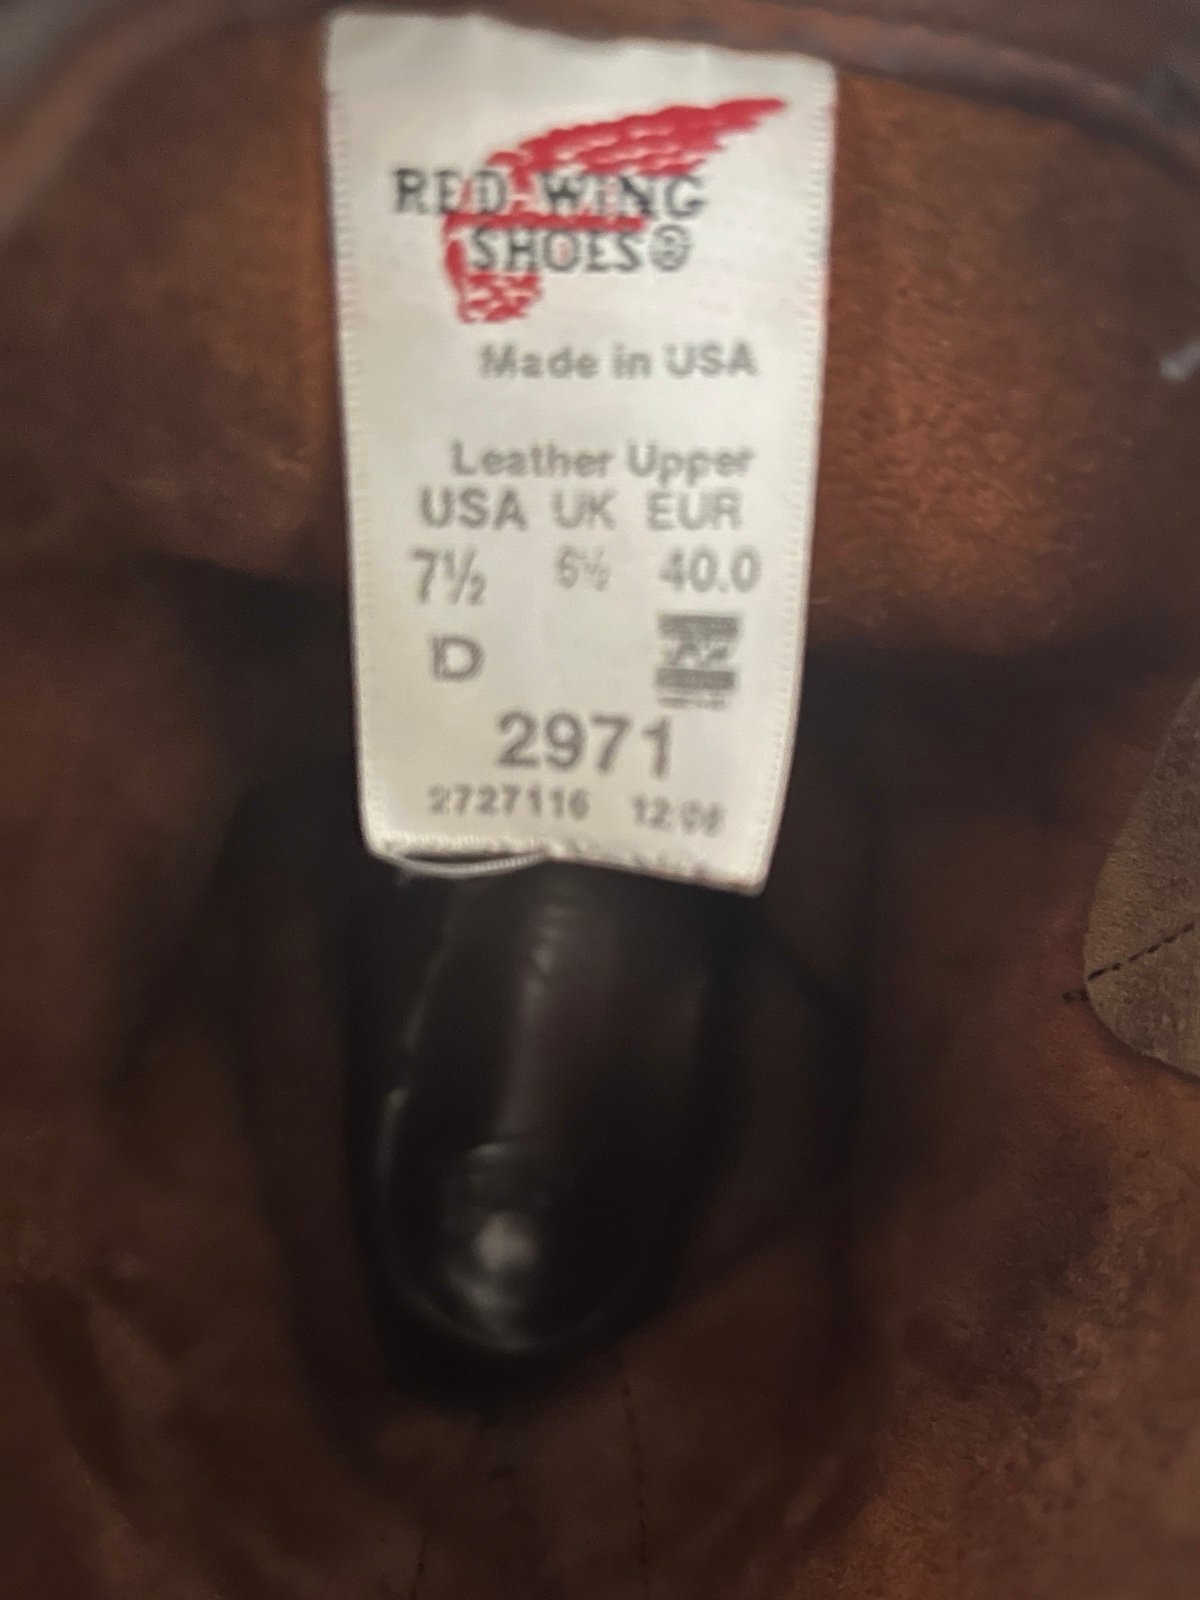 RED WING
SHOES®
Made in USA
Leather Upper
USA UK EUR
7½ 6½ 40.0
D
2971
2727116 12/08